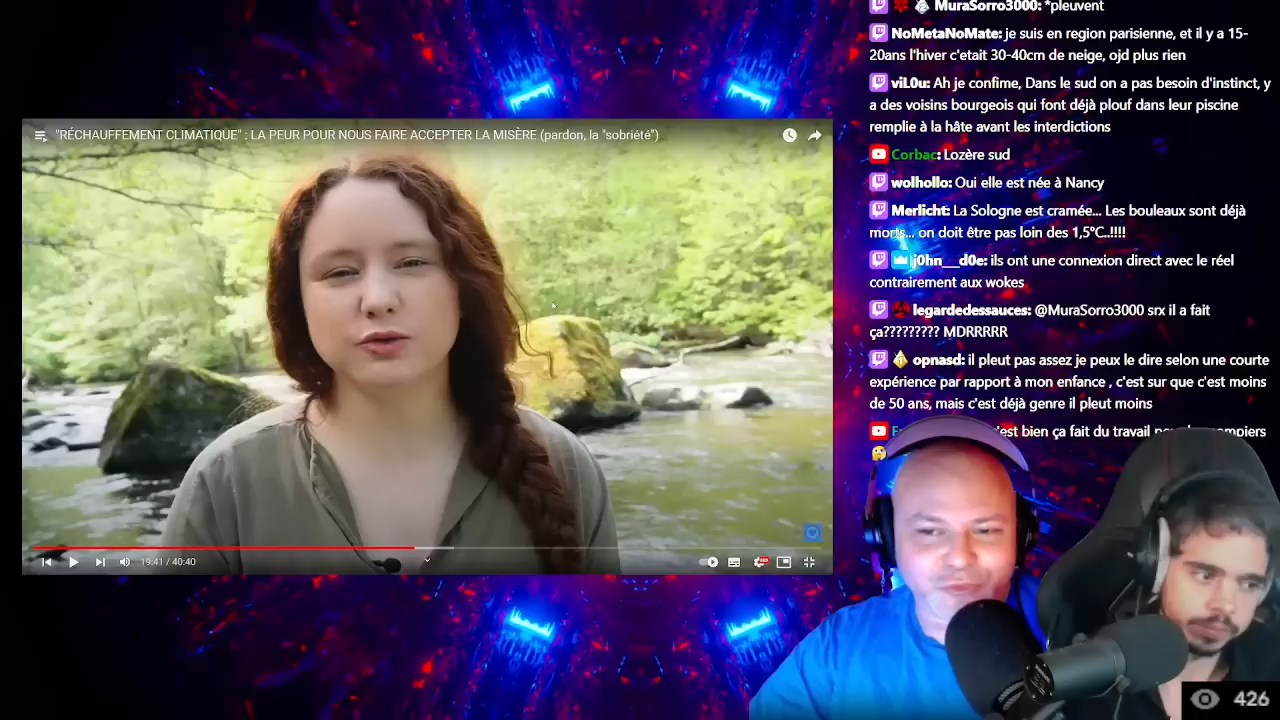 "RÉCHAUFFEMENT CLIMATIQUE" : LA PEUR POUR NOUS FAIRE ACCEPTER LA MISÈRE (pardon, la "sobriété")
19:41 / 40:40
MuraSorro3000: *pleuvent
NoMetaNoMate: je suis en region parisienne, et il y a 15-
20ans l'hiver c'etait 30-40cm de neige, ojd plus rien
viL0u: Ah je confime, Dans le sud on a pas besoin d'instinct, y
a des voisins bourgeois qui font déjà plouf dans leur piscine
remplie à la hâte avant les interdictions
Corbac: Lozère sud
wolhollo: Oui elle est née à Nancy
Merlicht: La Sologne est cramée... Les bouleaux sont déjà
morts... on doit être pas loin des 1,5°C..!!!!
j0hn__d0e: ils ont une connexion direct avec le réel
contrairement aux wokes
legardedessauces: @MuraSorro3000 srx il a fait
ça????????? MDRRRRR
opnasd: il pleut pas assez je peux le dire selon une courte
expérience par rapport à mon enfance , c'est sur que c'est moins
de 50 ans, mais c'est déjà genre il pleut moins
est bien ça fait du travail
426